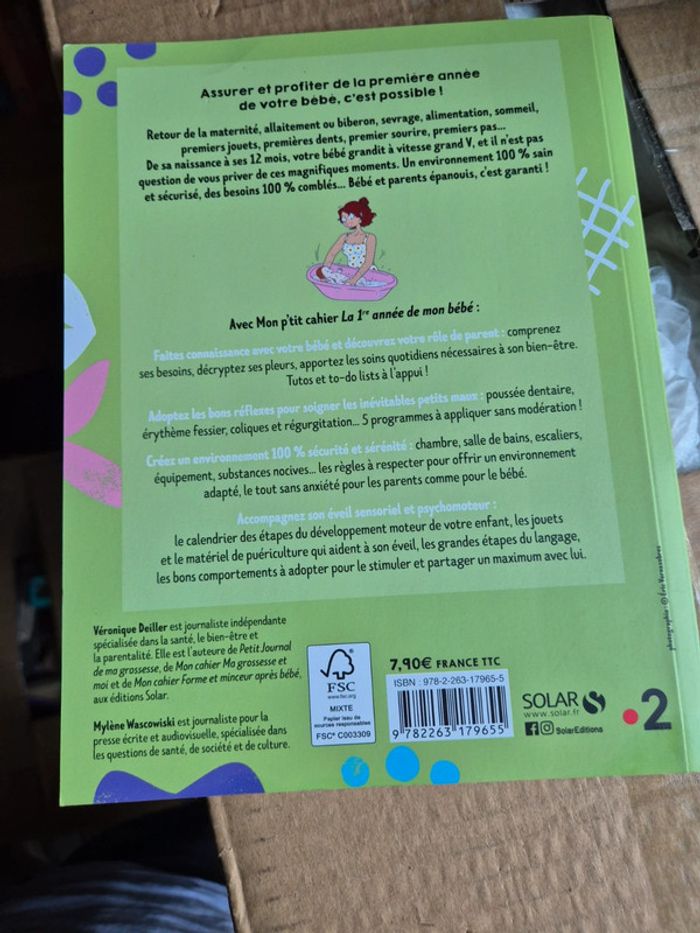 Assurer et profiter de la première année
de votre bébé, c'est possible !
Retour de la maternité, allaitement ou biberon, sevrage, alimentation, sommeil,
premiers jouets, premières dents, premier sourire, premiers pas...
De sa naissance à ses 12 mois, votre bébé grandit à vitesse grand V, et il n'est pas
question de vous priver de ces magnifiques moments. Un environnement 100 % sain
et sécurisé, des besoins 100 % comblés... Bébé et parents épanouis, c'est garanti !
Avec Mon p'tit cahier La 1re année de mon bébé :
Faites connaissance avec votre bébé et découvrez votre rôle de parent : comprenez
ses besoins, décryptez ses pleurs, apportez les soins quotidiens nécessaires à son bien-être.
Tutos et to-do lists à l'appui !
Adoptez les bons réflexes pour soigner les inévitables petits maux : poussée dentaire,
érythème fessier, coliques et régurgitation... 5 programmes à appliquer sans modération !
Créez un environnement 100 % sécurité et sérénité : chambre, salle de bains, escaliers,
équipement, substances nocives... les règles à respecter pour offrir un environnement
adapté, le tout sans anxiété pour les parents comme pour le bébé.
Accompagnez son éveil sensoriel et psychomoteur :
le calendrier des étapes du développement moteur de votre enfant, les jouets
et le matériel de puériculture qui aident à son éveil, les grandes étapes du langage,
les bons comportements à adopter pour le stimuler et partager un maximum avec lui.
Véronique Deiller est journaliste indépendante
spécialisée dans la santé, le bien-être et
la parentalité. Elle est l'auteure de Petit Journal
de ma grossesse, de Mon cahier Ma grossesse et
moi et de Mon cahier Forme et minceur après bébé,
aux éditions Solar.
Mylène Wascowiski est journaliste pour la
presse écrite et audiovisuelle, spécialisée dans
les questions de santé, de société et de culture.
FSC
www.fsc.org
MIXTE
Papier issu de
sources responsables
FSC® C003309
7,90€ FRANCE TTC
ISBN : 978-2-263-17965-5
9 782263 179655
SOLAR S
www.solar.fr
SolarEditions
2